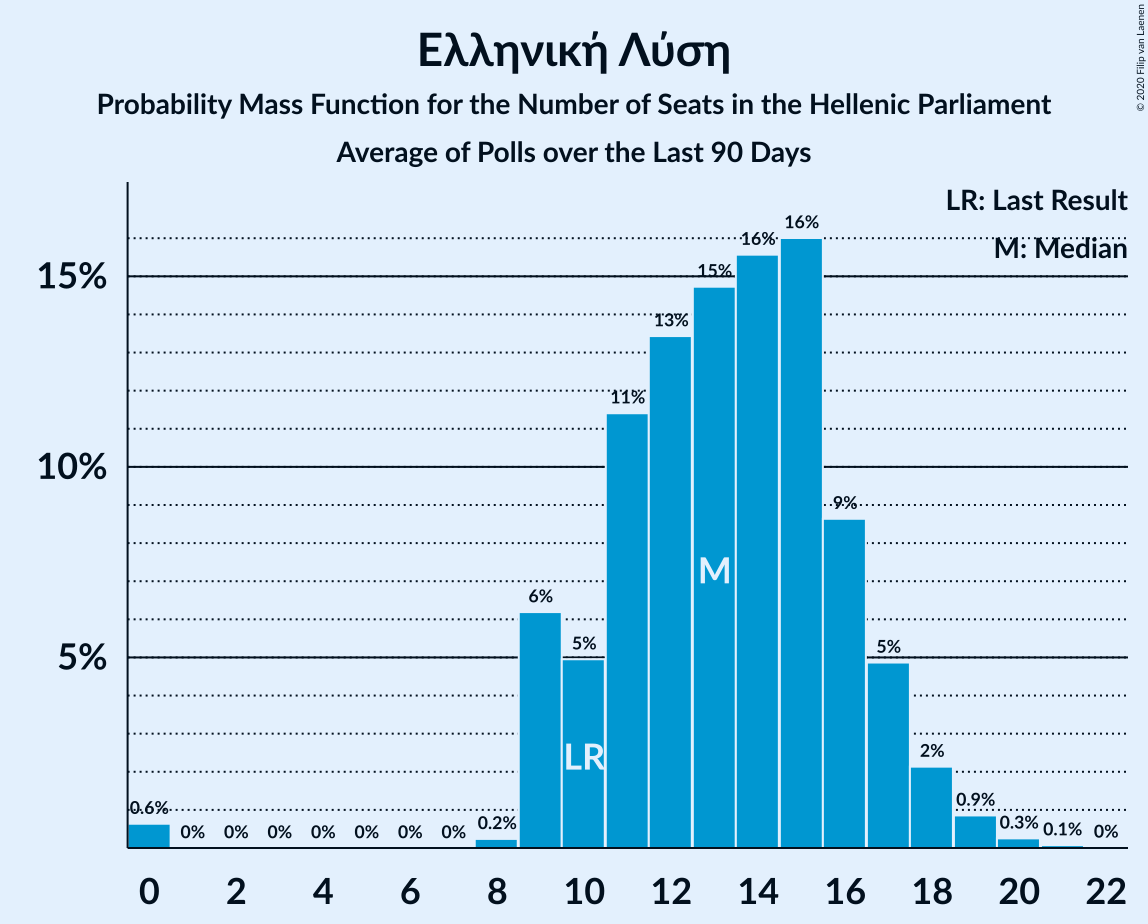 Ελληνική Λύση
Probability Mass Function for the Number of Seats in the Hellenic Parliament
Average of Polls over the Last 90 Days
© 2020 Filip van Laenen
LR: Last Result
M: Median
16%
16%
15%
15%
13%
11%
10%
9%
M
6%
5%
5%
5%
LR
2%
0.9%
0.6%
0% 0% 0% 0% 0% 0% 0% 0.2% 0.3% 0.1% 0%
0 2 4 6 8 10 12 14 16 18 20 22